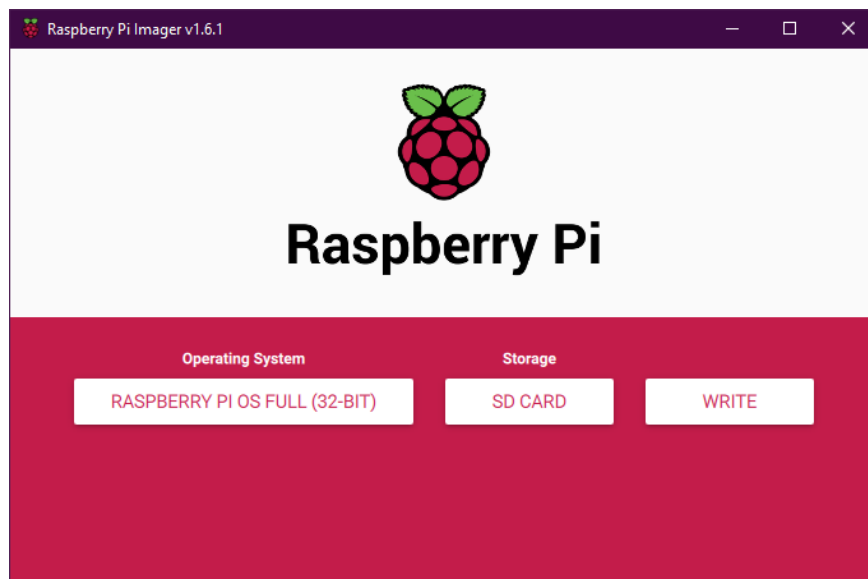 Raspberry Pi Imager v1.6.1
Raspberry Pi
Operating System
Storage
RASPBERRY PI OS FULL (32-BIT)
SD CARD
WRITE